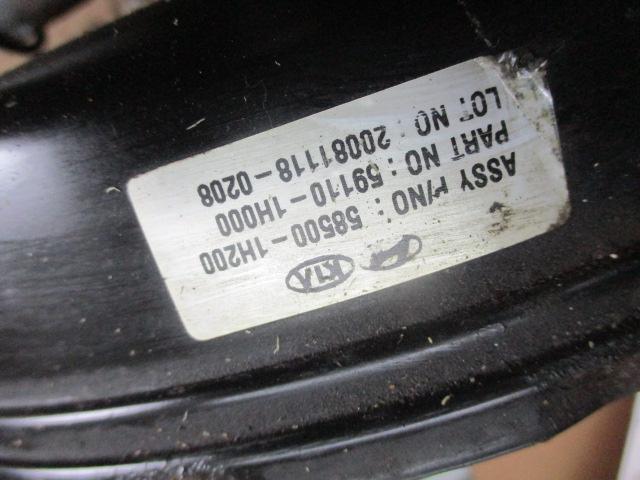 KIA
ASSY P/NO : 58500-1H200
PART NO : 59110-1H000
LOT NO : 20081118-0208